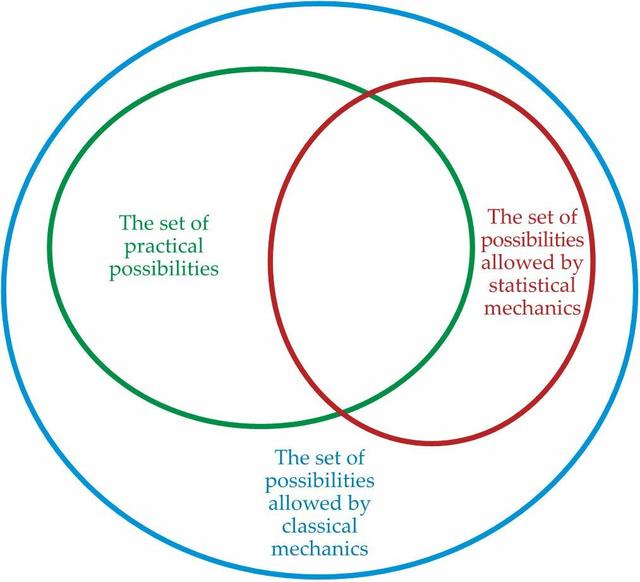 The set of
practical
possibilities
The set of
possibilities
allowed by
statistical
mechanics
The set of
possibilities
allowed by
classical
mechanics